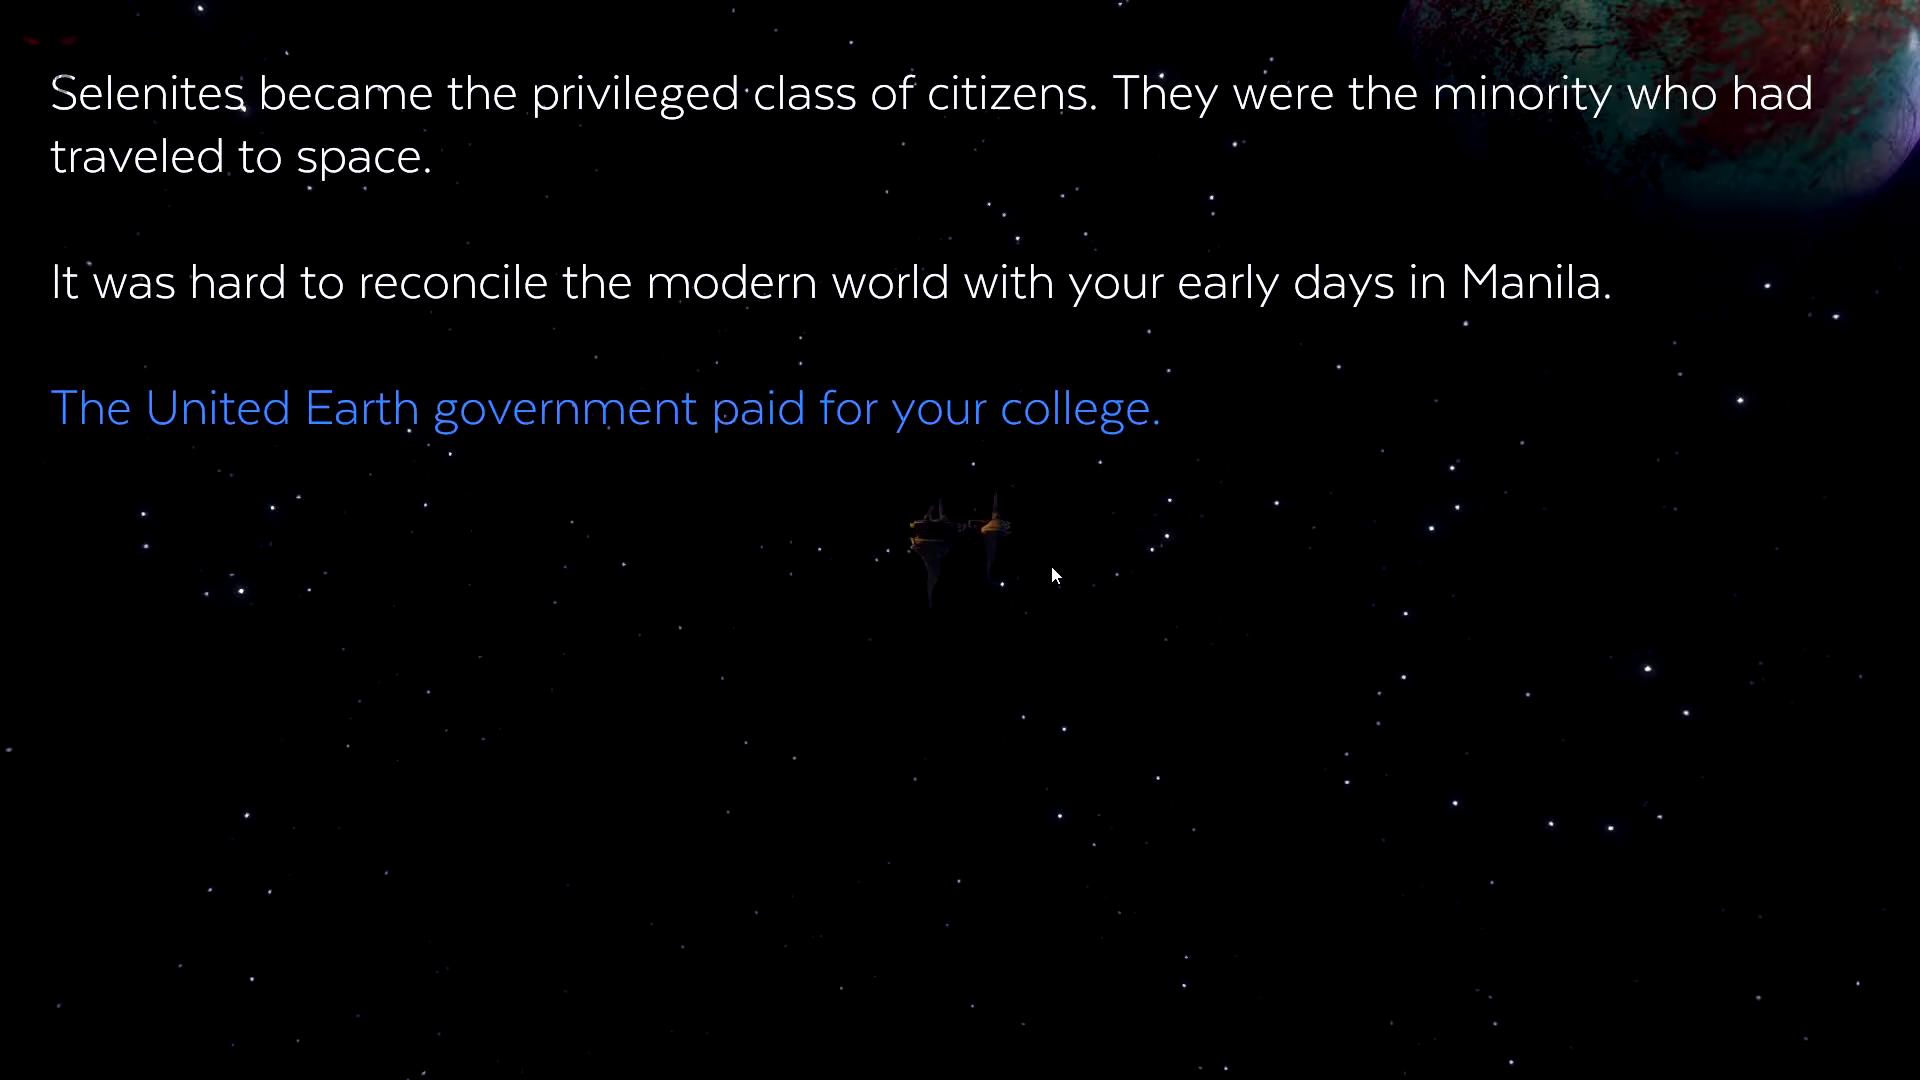 Selenites became the privileged class of citizens. They were the minority who had
traveled to space.
It was hard to reconcile the modern world with your early days in Manila.
The United Earth government paid for your college.